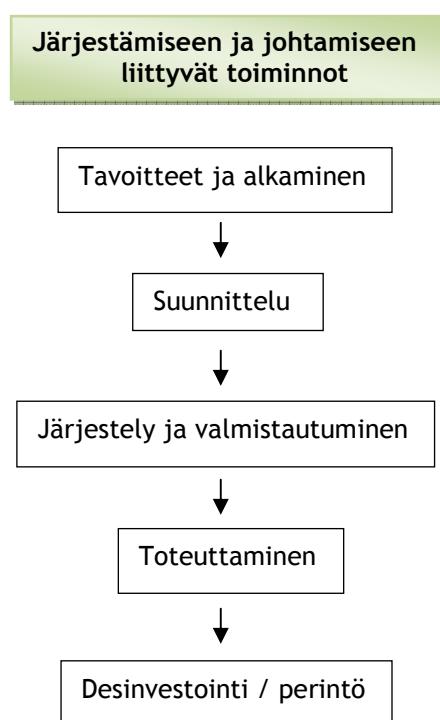 Järjestämiseen ja johtamiseen
liittyvät toiminnot
Tavoitteet ja alkaminen
Suunnittelu
Järjestely ja valmistautuminen
Toteuttaminen
Desinvestointi / perintö